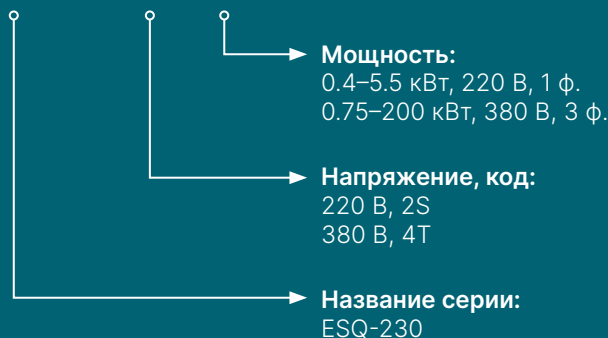 Мощность:
0.4–5.5 кВт, 220 В, 1 ф.
0.75–200 кВт, 380 В, 3 ф.
Напряжение, код:
220 В, 2S
380 В, 4T
Название серии:
ESQ-230